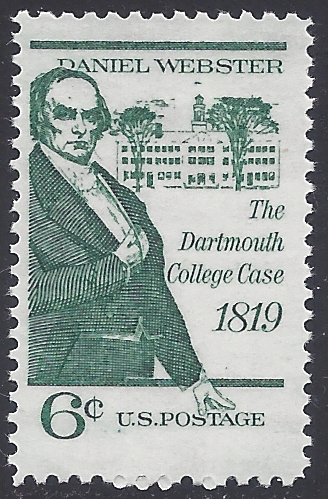 DANIEL WEBSTER
The
Dartmouth
College Case
1819
6¢ U.S. POSTAGE